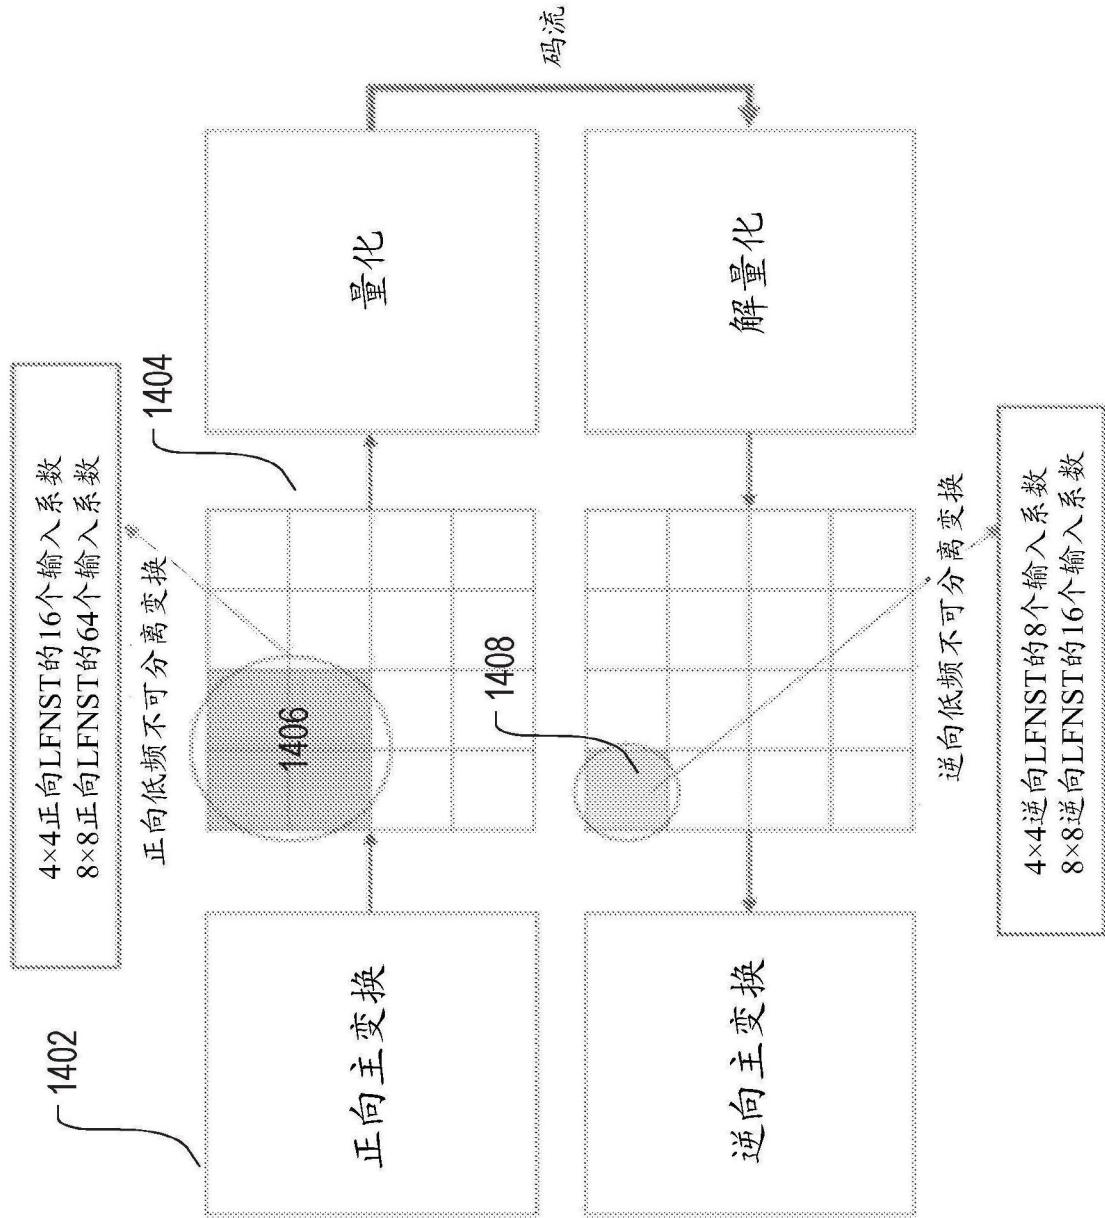 4×4正向LFNST的16个输入系数
8×8正向LFNST的64个输入系数
正向低频不可分离变换
1402
1404
正向主变换
1406
量化
码流
逆向主变换
1408
解量化
逆向低频不可分离变换
4×4逆向LFNST的8个输入系数
8×8逆向LFNST的16个输入系数